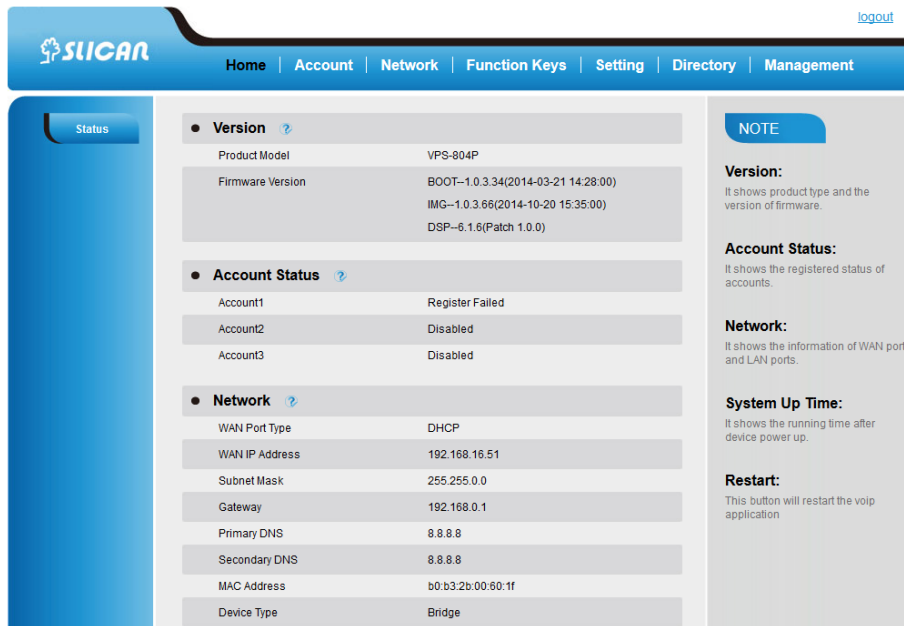 logout
SLICAN
Home Account Network Function Keys Setting Directory Management
Status
Version ?
Product Model VPS-804P
Firmware Version BOOT--1.0.3.34(2014-03-21 14:28:00)
IMG--1.0.3.66(2014-10-20 15:35:00)
DSP--6.1.6(Patch 1.0.0)
Account Status ?
Account1 Register Failed
Account2 Disabled
Account3 Disabled
Network ?
WAN Port Type DHCP
WAN IP Address 192.168.16.51
Subnet Mask 255.255.0.0
Gateway 192.168.0.1
Primary DNS 8.8.8.8
Secondary DNS 8.8.8.8
MAC Address b0:b3:2b:00:60:1f
Device Type Bridge
NOTE
Version:
It shows product type and the
version of firmware.
Account Status:
It shows the registered status of
accounts.
Network:
It shows the information of WAN port
and LAN ports.
System Up Time:
It shows the running time after
device power up.
Restart:
This button will restart the voip
application